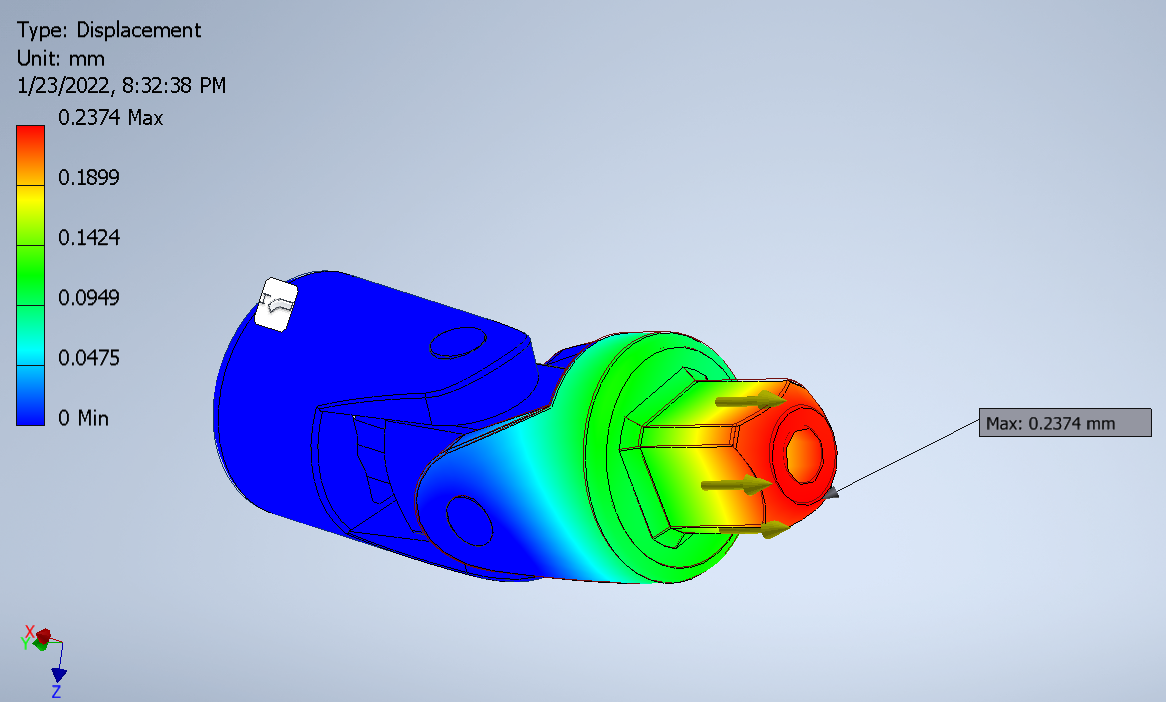 Type: Displacement
Unit: mm
1/23/2022, 8:32:38 PM
0.2374 Max
0.1899
0.1424
0.0949
0.0475
0 Min
Max: 0.2374 mm
X
Y
Z